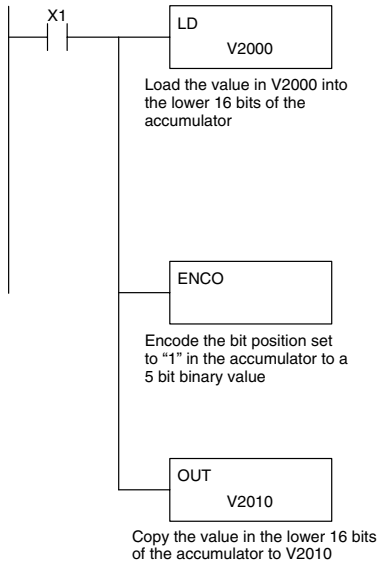 X1
LD
V2000
Load the value in V2000 into
the lower 16 bits of the
accumulator
ENCO
Encode the bit position set
to “1” in the accumulator to a
5 bit binary value
OUT
V2010
Copy the value in the lower 16 bits
of the accumulator to V2010